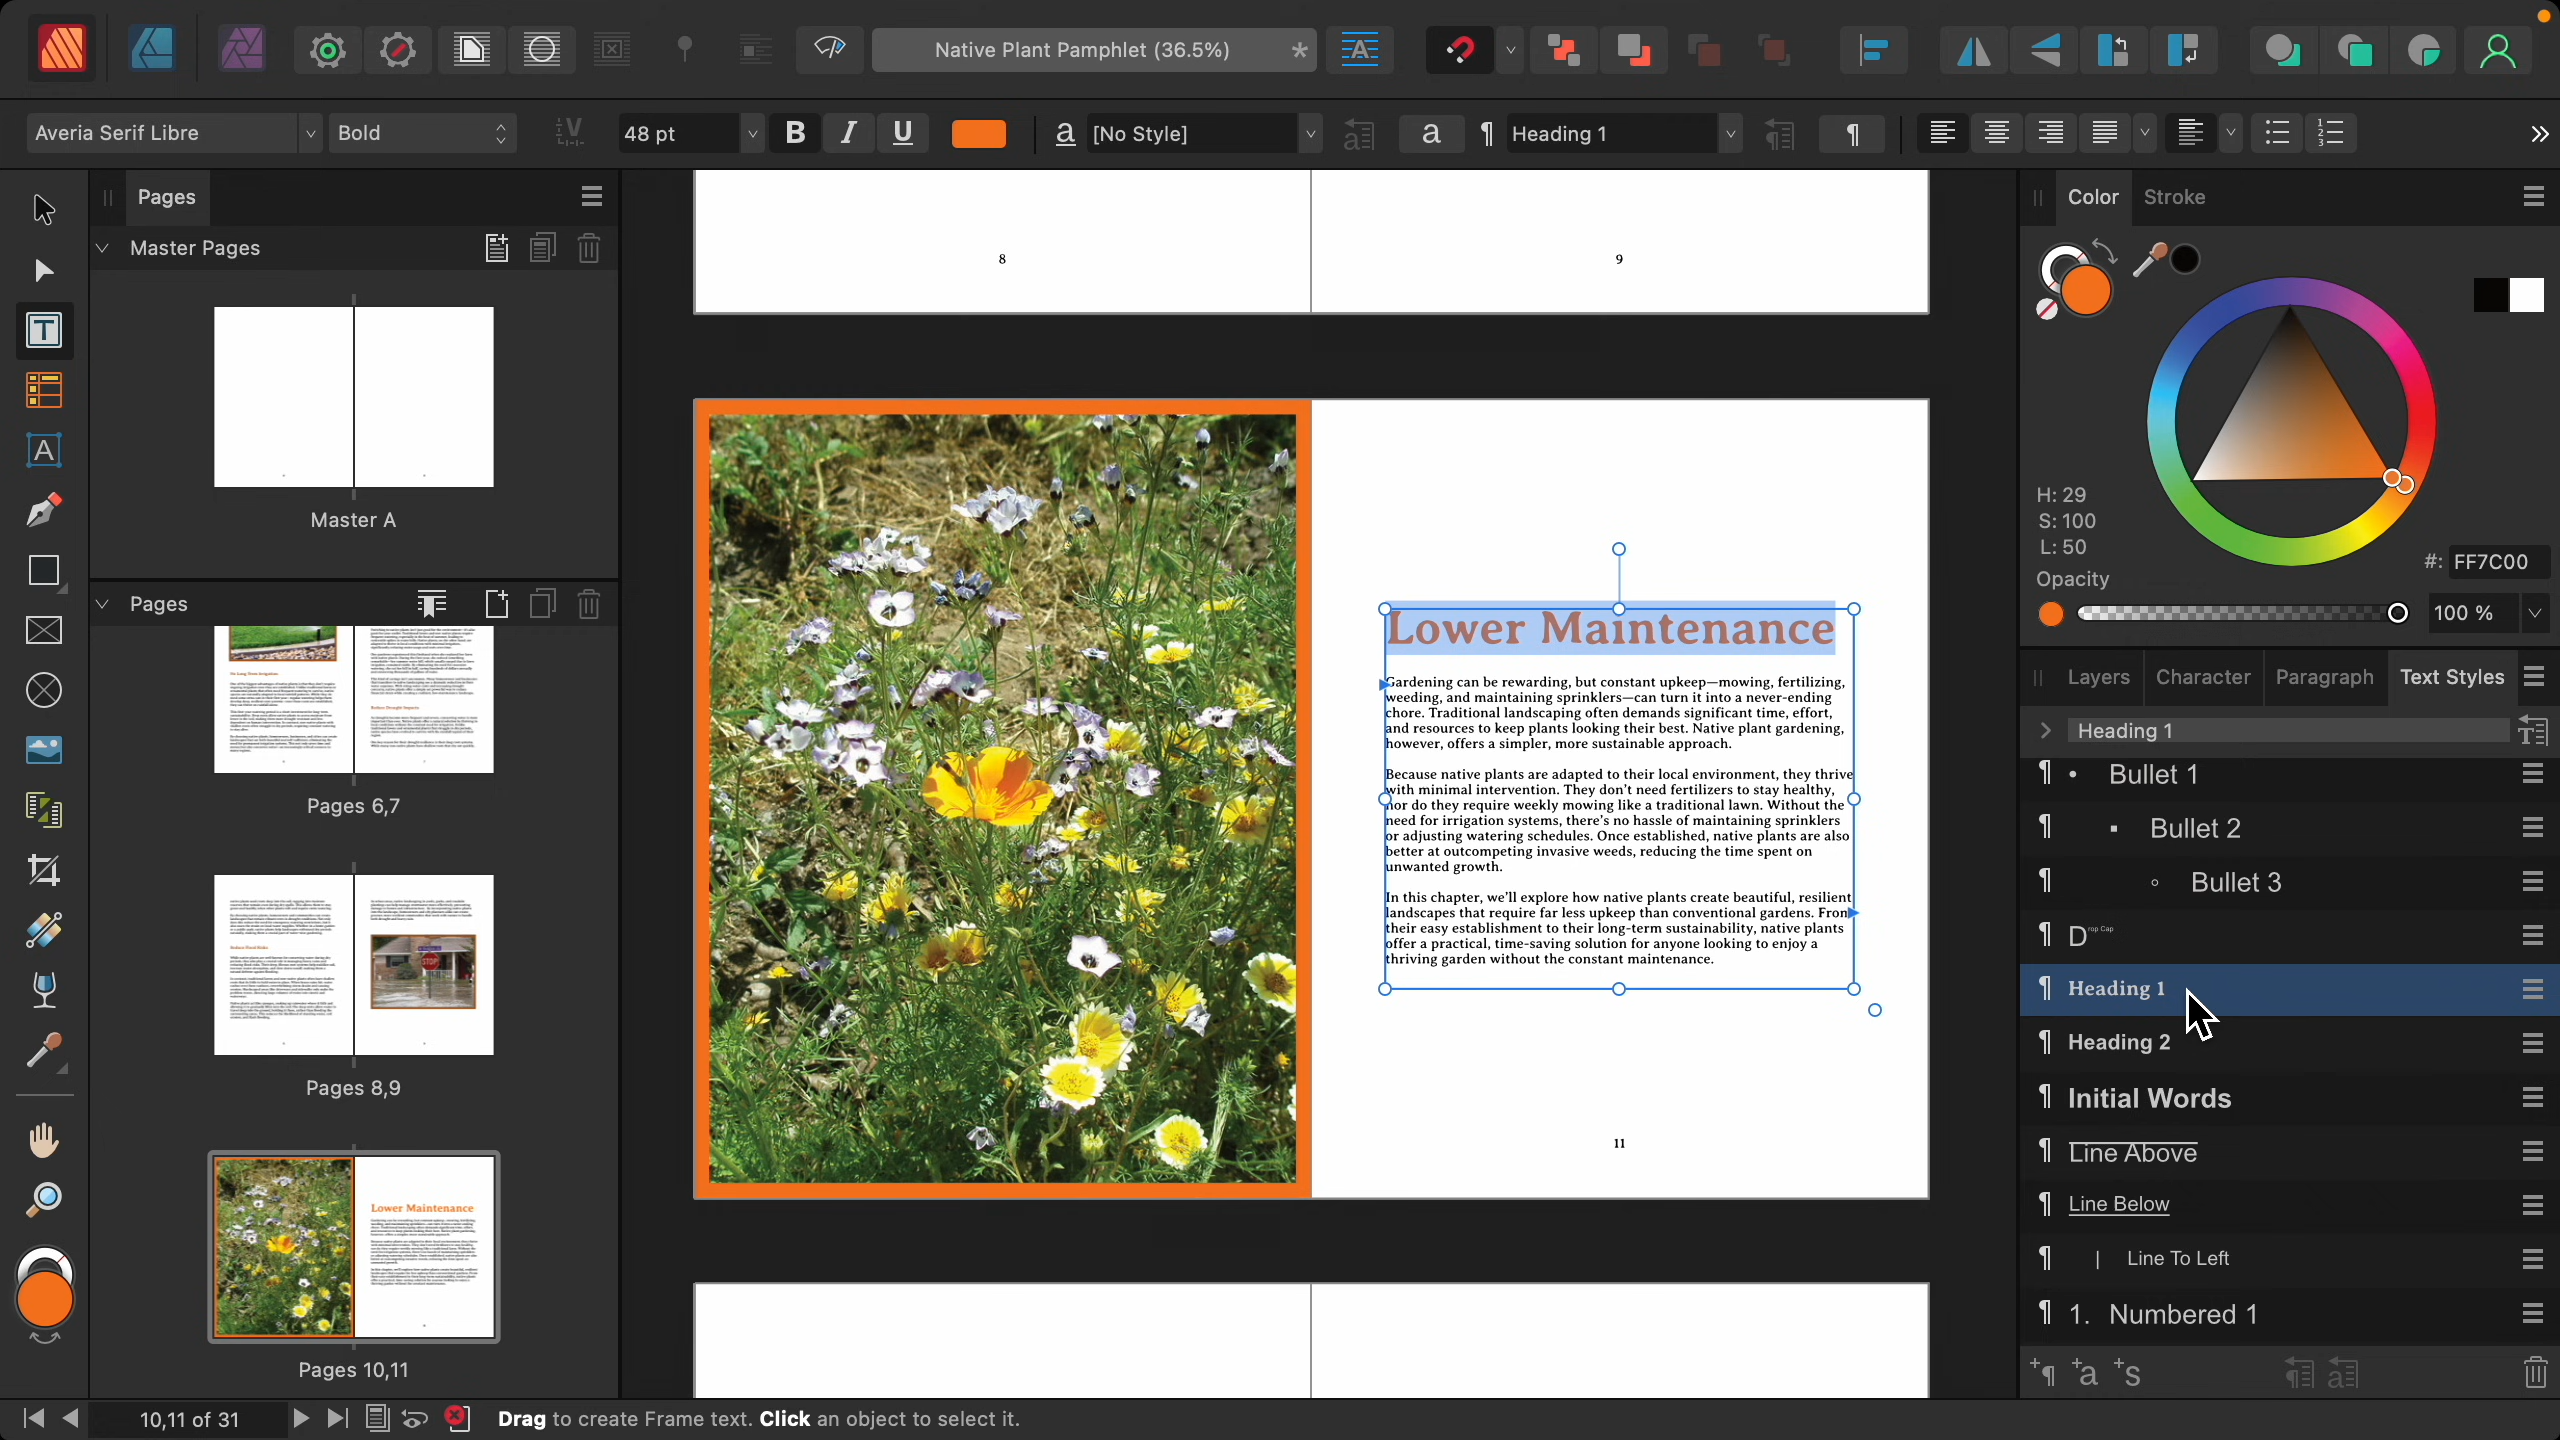 Native Plant Pamphlet (36.5%)
*
Averia Serif Libre
Bold
48 pt
B I U
a [No Style]
a
¶ Heading 1
¶
Pages
Master Pages
Master A
Pages
Pages 6,7
Pages 8,9
Lower Maintenance
Pages 10,11
8
9
Lower Maintenance
Gardening can be rewarding, but constant upkeep—mowing, fertilizing,
weeding, and maintaining sprinklers—can turn it into a never-ending
chore. Traditional landscaping often demands significant time, effort,
and resources to keep plants looking their best. Native plant gardening,
however, offers a simpler, more sustainable approach.
Because native plants are adapted to their local environment, they thrive
with minimal intervention. They don't need fertilizers to stay healthy,
nor do they require weekly mowing like a traditional lawn. Without the
need for irrigation systems, there's no hassle of maintaining sprinklers
or adjusting watering schedules. Once established, native plants are also
better at outcompeting invasive weeds, reducing the time spent on
unwanted growth.
In this chapter, we'll explore how native plants create beautiful, resilient
landscapes that require far less upkeep than conventional gardens. From
their easy establishment to their long-term sustainability, native plants
offer a practical, time-saving solution for anyone looking to enjoy a
thriving garden without the constant maintenance.
11
Color
Stroke
H: 29
S: 100
L: 50
#: FF7C00
Opacity
100 %
Layers
Character
Paragraph
Text Styles
Heading 1
¶ • Bullet 1
¶ ▪ Bullet 2
¶ ◦ Bullet 3
¶ Drop Cap
¶ Heading 1
¶ Heading 2
¶ Initial Words
¶ Line Above
¶ Line Below
¶ | Line To Left
¶ 1. Numbered 1
10,11 of 31
Drag to create Frame text. Click an object to select it.